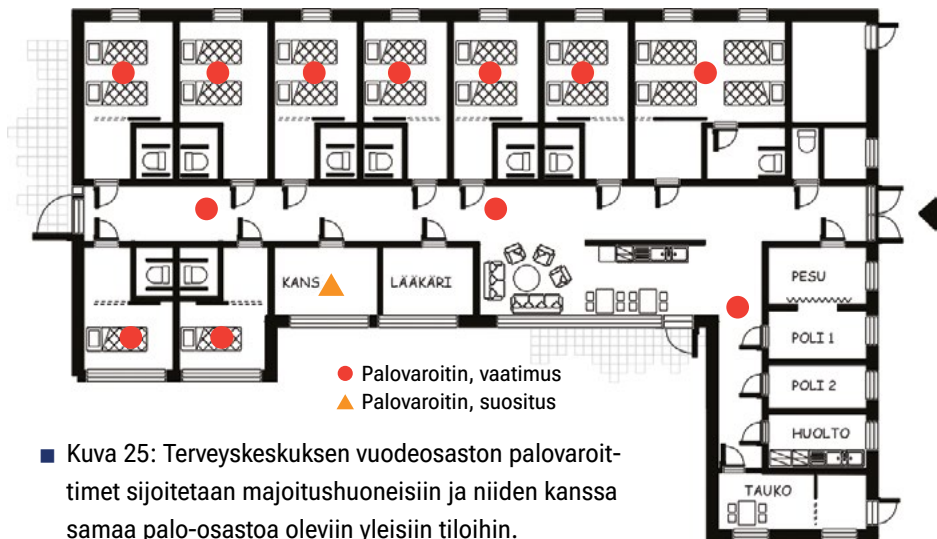 KANS
LÄÄKÄRI
PESU
POLI 1
POLI 2
HUOLTO
TAUKO
Palovaroitin, vaatimus
Palovaroitin, suositus
Kuva 25: Terveyskeskuksen vuodeosaston palovaroit-
timet sijoitetaan majoitushuoneisiin ja niiden kanssa
samaa palo-osastoa oleviin yleisiin tiloihin.